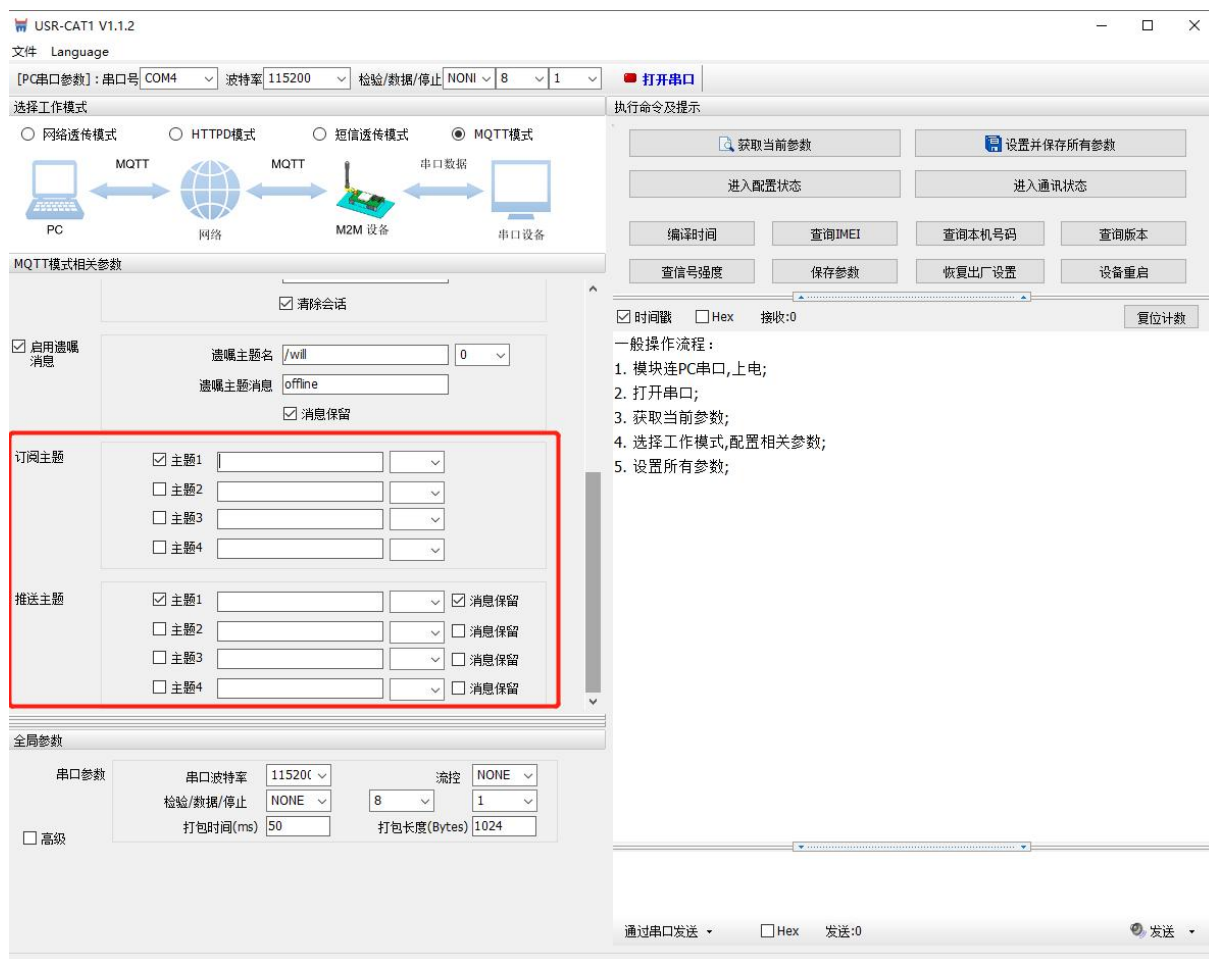 USR-CAT1 V1.1.2
文件 Language
[PC串口参数]：串口号 COM4 波特率 115200 检验/数据/停止 NONI 8 1 打开串口
选择工作模式
网络透传模式 HTTPD模式 短信透传模式 MQTT模式
MQTT MQTT 串口数据
PC 网络 M2M 设备 串口设备
MQTT模式相关参数
清除会话
启用遗嘱
消息
遗嘱主题名 /will 0
遗嘱主题消息 offline
消息保留
订阅主题 主题1
主题2
主题3
主题4
推送主题 主题1 消息保留
主题2 消息保留
主题3 消息保留
主题4 消息保留
全局参数
串口参数 串口波特率 115200 流控 NONE
检验/数据/停止 NONE 8 1
打包时间(ms) 50 打包长度(Bytes) 1024
高级
执行命令及提示
获取当前参数 设置并保存所有参数
进入配置状态 进入通讯状态
编译时间 查询IMEI 查询本机号码 查询版本
查信号强度 保存参数 恢复出厂设置 设备重启
时间戳 Hex 接收:0 复位计数
一般操作流程：
1. 模块连PC串口,上电;
2. 打开串口;
3. 获取当前参数;
4. 选择工作模式,配置相关参数;
5. 设置所有参数;
通过串口发送 Hex 发送:0 发送